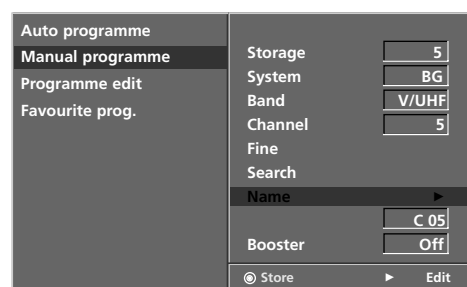 Auto programme
Manual programme
Programme edit
Favourite prog.
Storage 5
System BG
Band V/UHF
Channel 5
Fine
Search
Name ►
C 05
Booster Off
◉ Store ► Edit